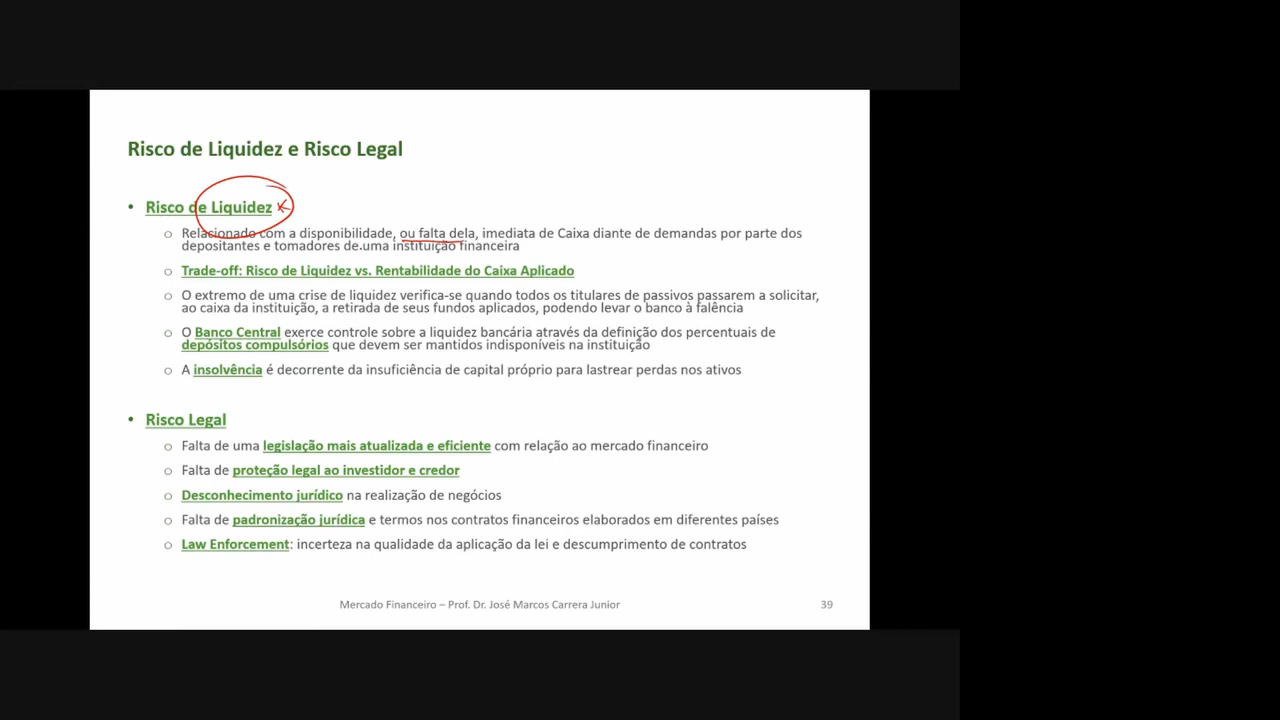 Risco de Liquidez e Risco Legal
• Risco de Liquidez
o Relacionado com a disponibilidade, ou falta dela, imediata de Caixa diante de demandas por parte dos
depositantes e tomadores de uma instituição financeira
o Trade-off: Risco de Liquidez vs. Rentabilidade do Caixa Aplicado
o O extremo de uma crise de liquidez verifica-se quando todos os titulares de passivos passarem a solicitar,
ao caixa da instituição, a retirada de seus fundos aplicados, podendo levar o banco à falência
o O Banco Central exerce controle sobre a liquidez bancária através da definição dos percentuais de
depósitos compulsórios que devem ser mantidos indisponíveis na instituição
o A insolvência é decorrente da insuficiência de capital próprio para lastrear perdas nos ativos
• Risco Legal
o Falta de uma legislação mais atualizada e eficiente com relação ao mercado financeiro
o Falta de proteção legal ao investidor e credor
o Desconhecimento jurídico na realização de negócios
o Falta de padronização jurídica e termos nos contratos financeiros elaborados em diferentes países
o Law Enforcement: incerteza na qualidade da aplicação da lei e descumprimento de contratos
Mercado Financeiro – Prof. Dr. José Marcos Carrera Junior 39